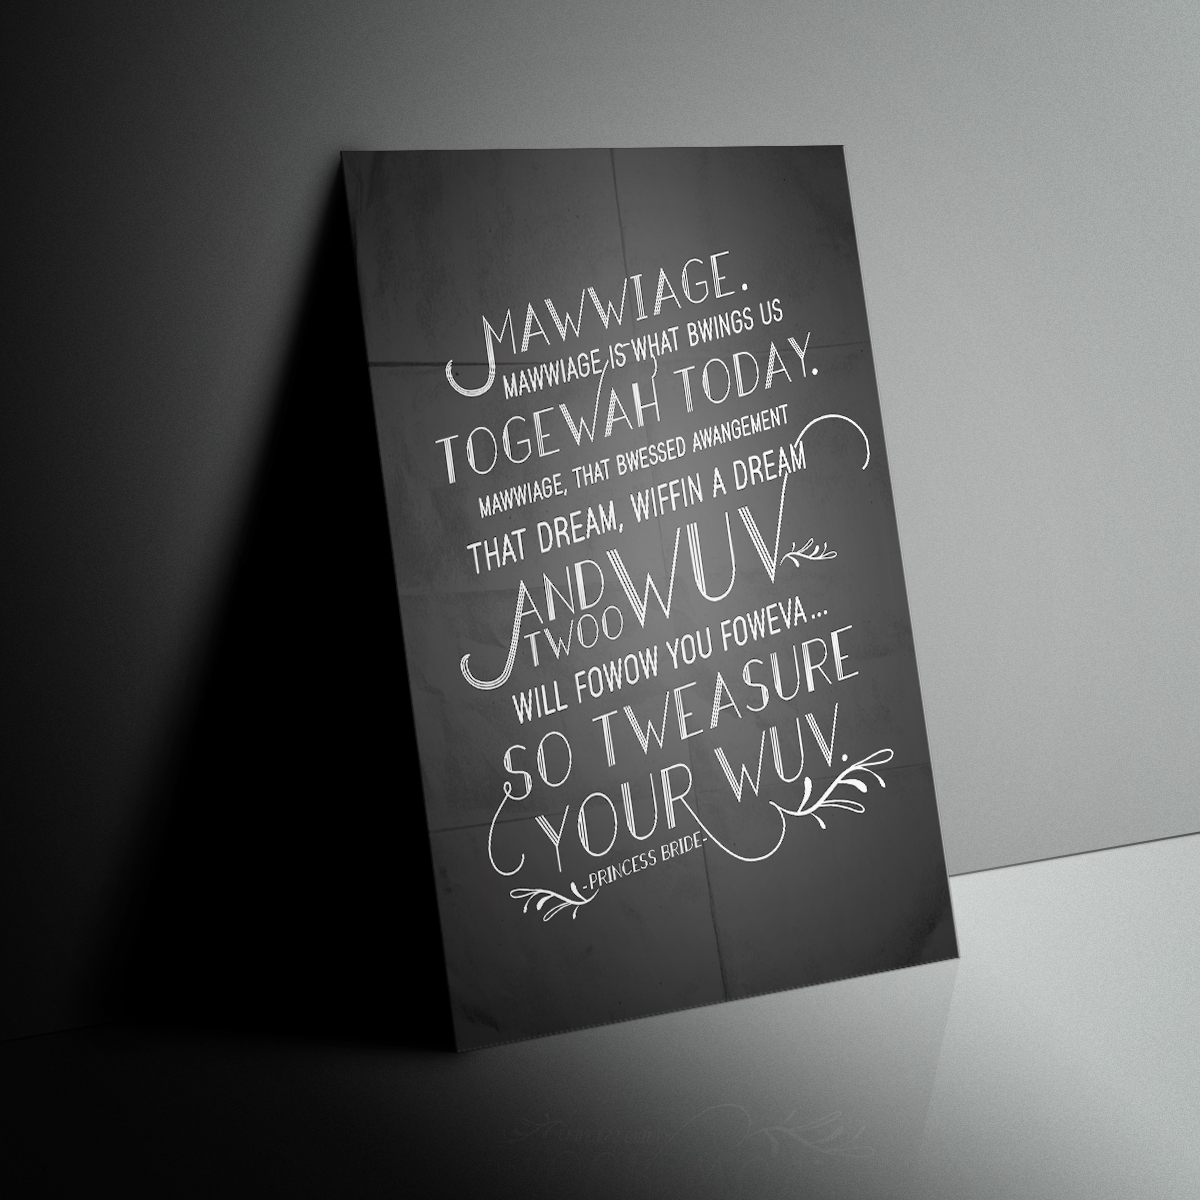 MAWWIAGE.
MAWWIAGE IS WHAT BWINGS US
TOGEWAH TODAY.
MAWWIAGE, THAT BWESSED AWANGEMENT
THAT DREAM, WIFFIN A DREAM
AND TWOO WUV
WILL FOWOW YOU FOWEVA...
SO TWEASURE
YOUR WUV.
-PRINCESS BRIDE-